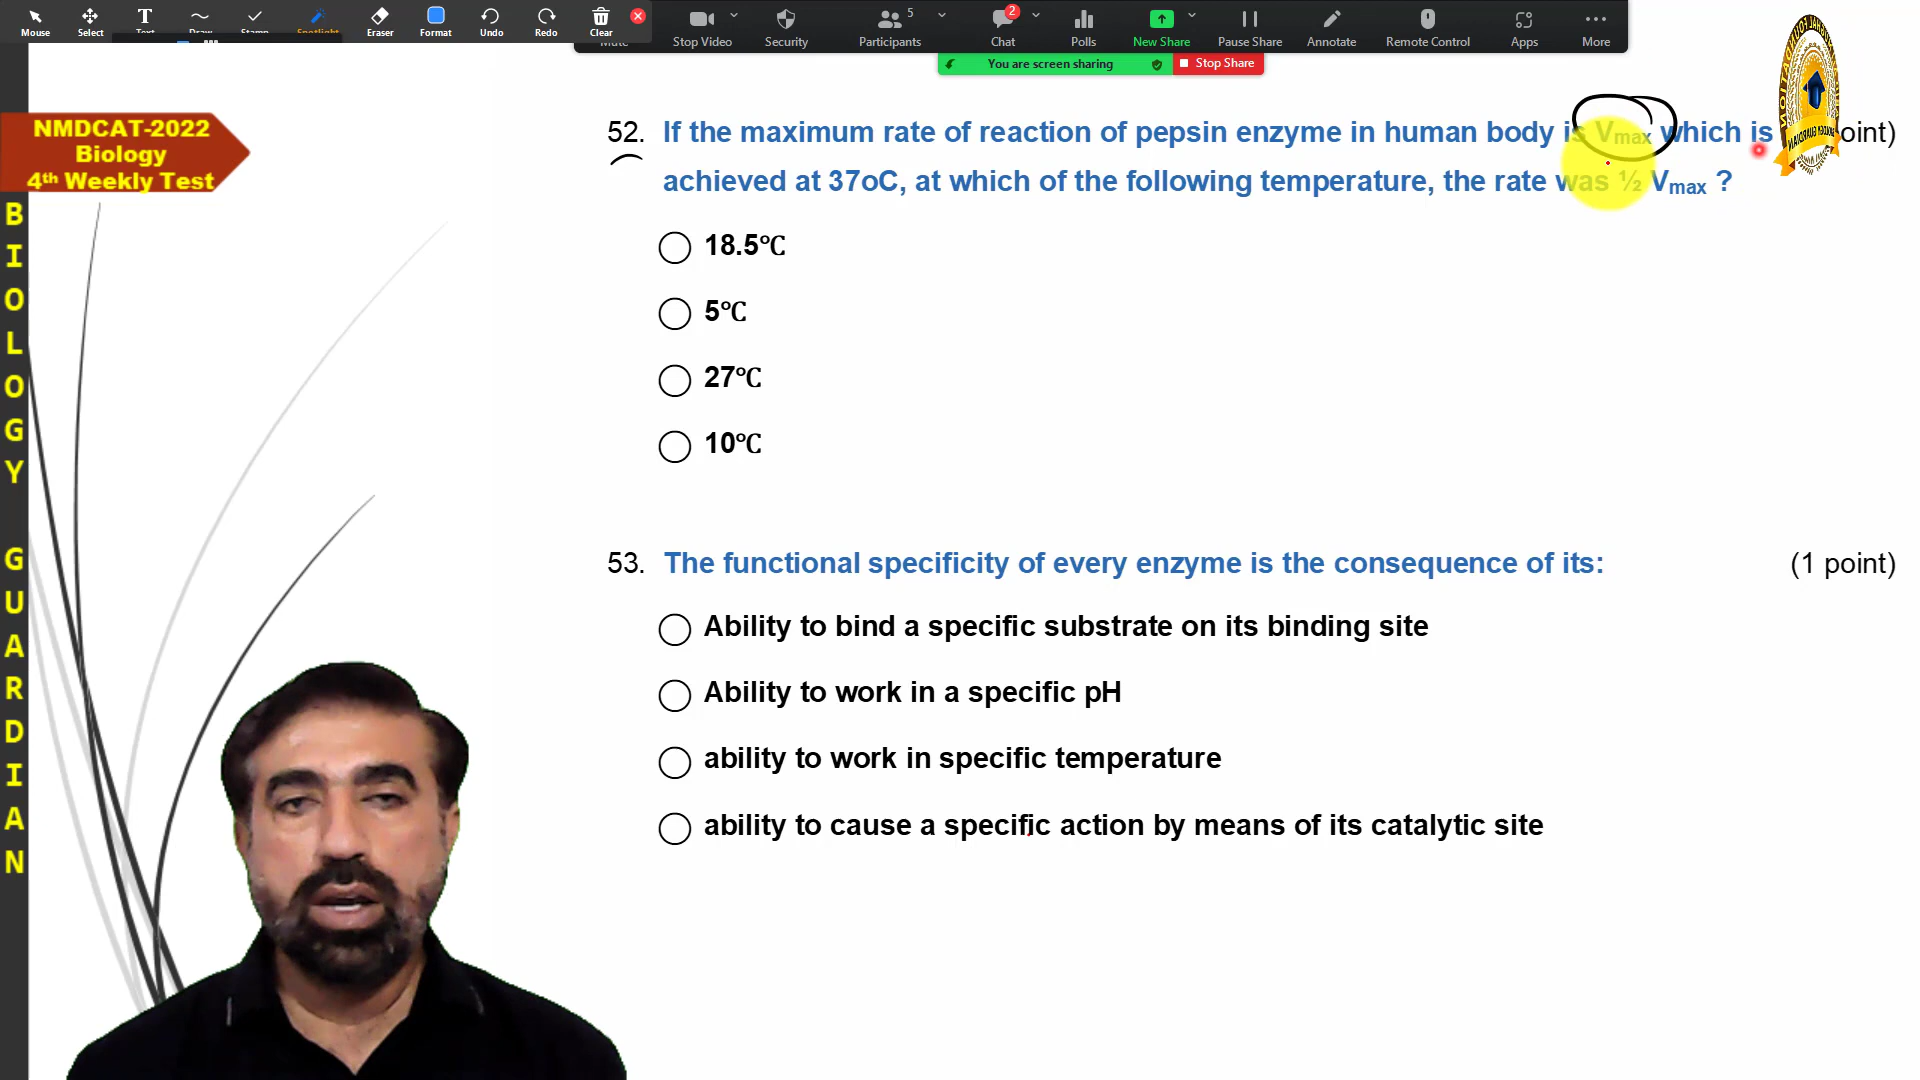 Mouse Select Text Draw Stamp Spotlight Eraser Format Undo Redo Clear
Mute Stop Video Security Participants 5 Chat 2 Polls New Share Pause Share Annotate Remote Control Apps More
You are screen sharing Stop Share
NMDCAT-2022
Biology
4th Weekly Test
BIOLOGY GUARDIAN
52. If the maximum rate of reaction of pepsin enzyme in human body is Vmax which is oint)
achieved at 37oC, at which of the following temperature, the rate was ½ Vmax ?
18.5℃
5℃
27℃
10℃
53. The functional specificity of every enzyme is the consequence of its: (1 point)
Ability to bind a specific substrate on its binding site
Ability to work in a specific pH
ability to work in specific temperature
ability to cause a specific action by means of its catalytic site